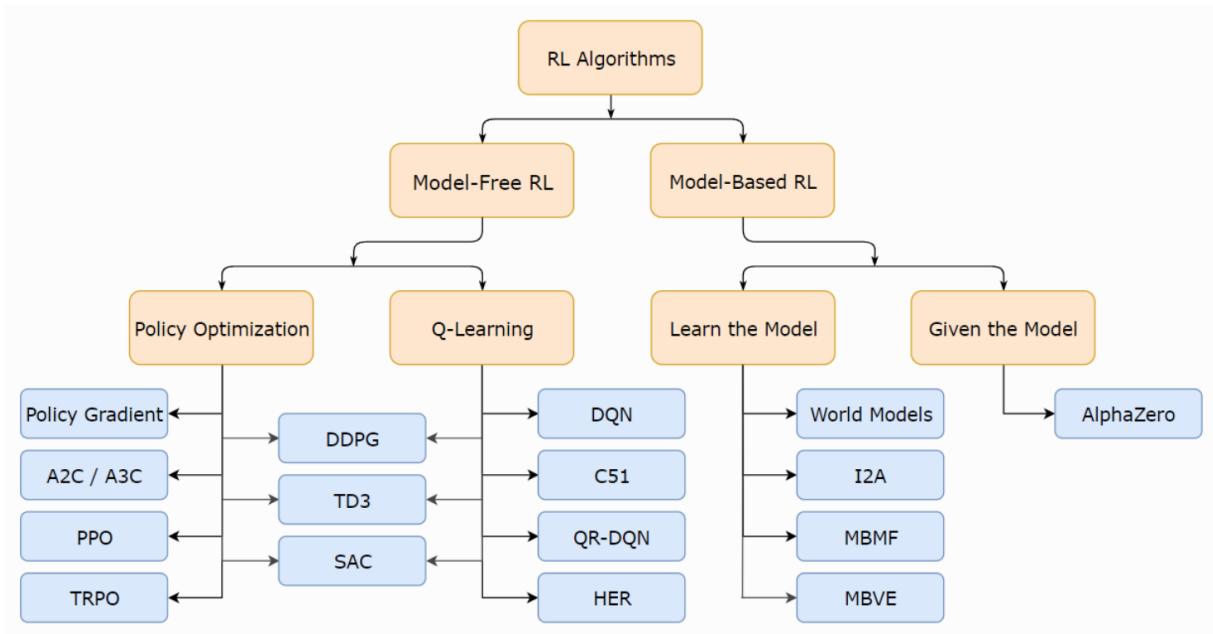 RL Algorithms
Model-Free RL
Model-Based RL
Policy Optimization
Q-Learning
Learn the Model
Given the Model
Policy Gradient
DDPG
DQN
World Models
AlphaZero
A2C / A3C
TD3
C51
I2A
PPO
SAC
QR-DQN
MBMF
TRPO
HER
MBVE